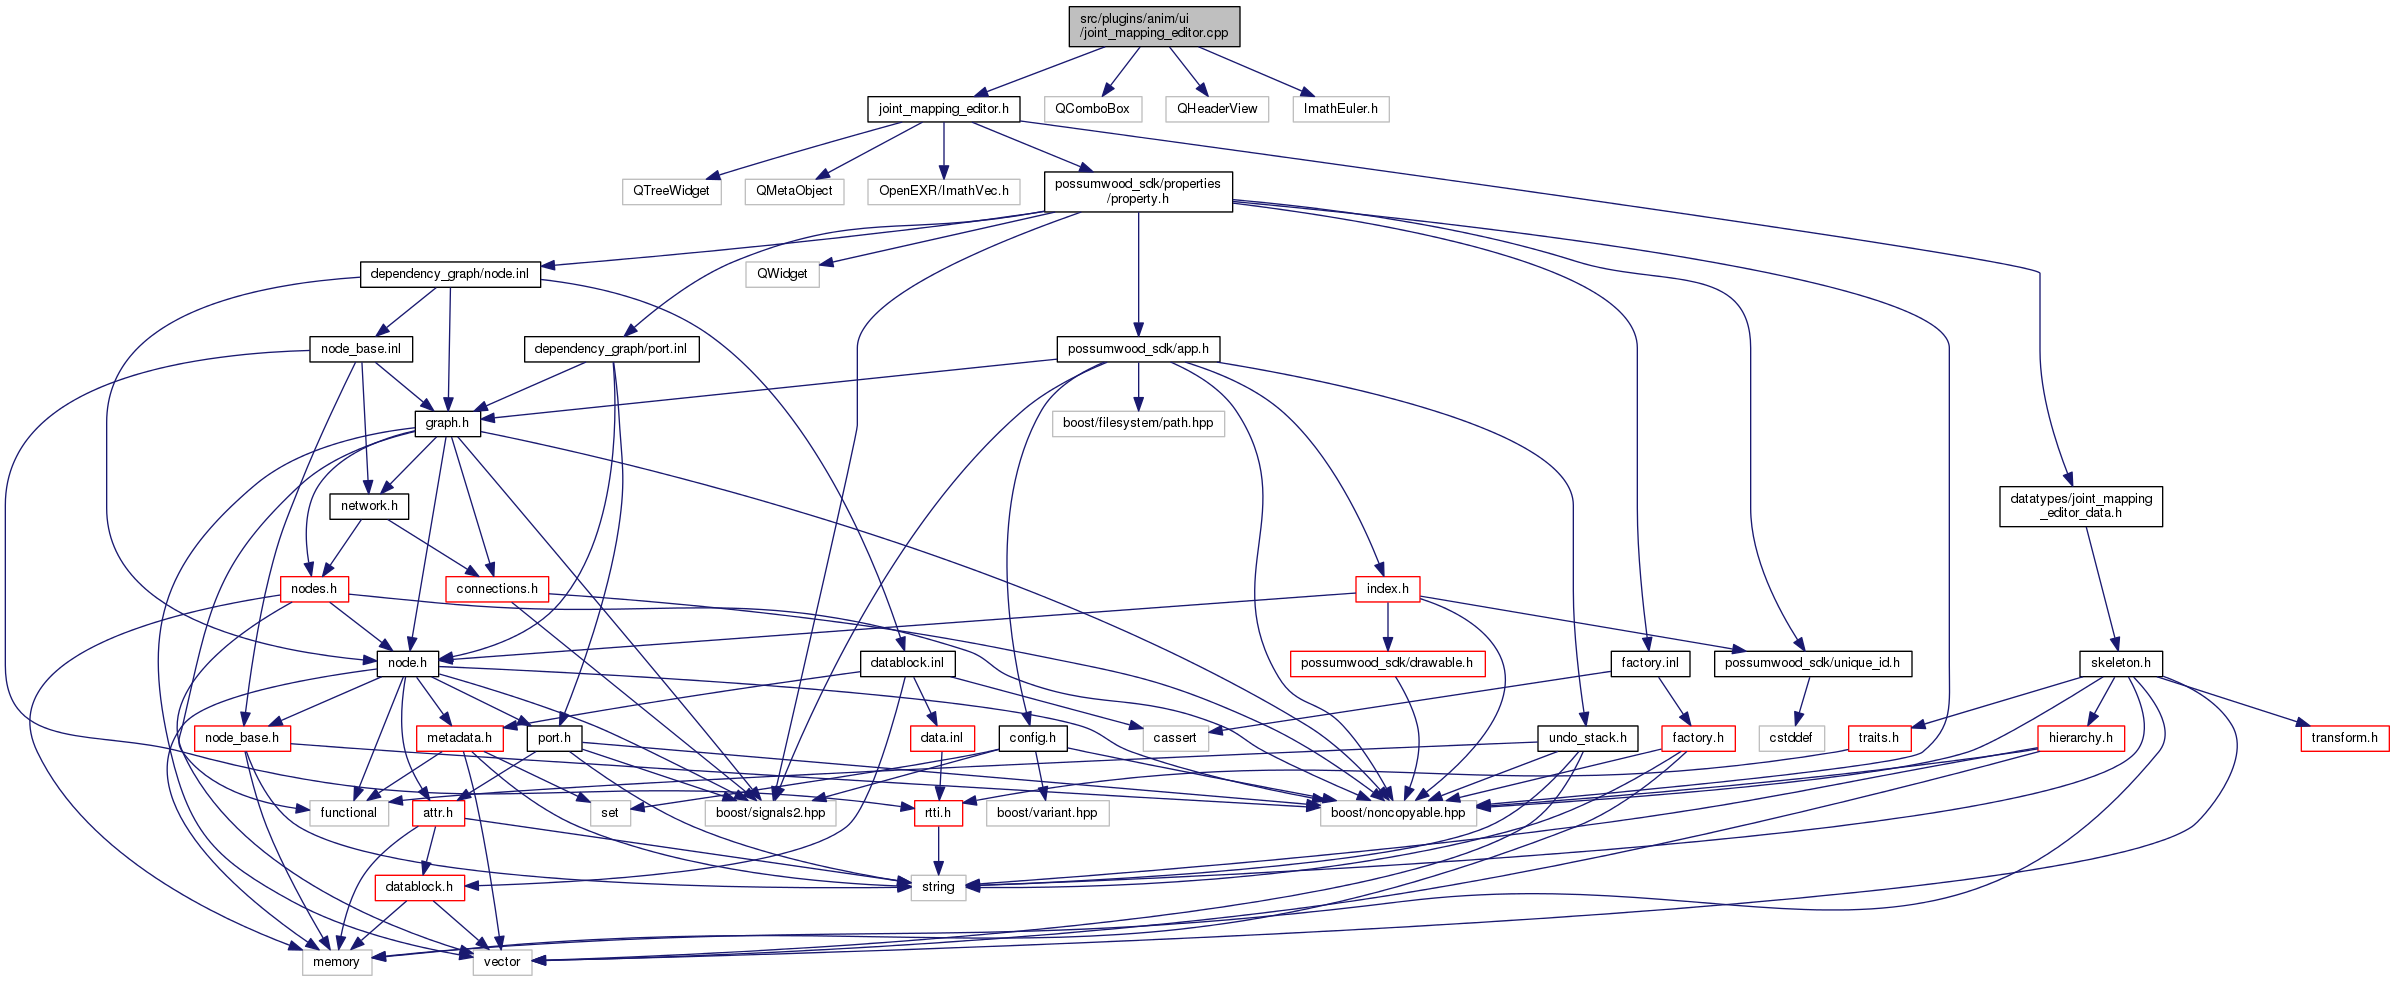 src/plugins/anim/ui
/joint_mapping_editor.cpp
joint_mapping_editor.h
QComboBox
QHeaderView
ImathEuler.h
QTreeWidget
QMetaObject
OpenEXR/ImathVec.h
possumwood_sdk/properties
/property.h
dependency_graph/node.inl
QWidget
node_base.inl
dependency_graph/port.inl
possumwood_sdk/app.h
graph.h
boost/filesystem/path.hpp
network.h
datatypes/joint_mapping
_editor_data.h
nodes.h
connections.h
index.h
node.h
datablock.inl
possumwood_sdk/drawable.h
factory.inl
possumwood_sdk/unique_id.h
skeleton.h
node_base.h
metadata.h
port.h
data.inl
config.h
cassert
undo_stack.h
factory.h
cstddef
traits.h
hierarchy.h
transform.h
functional
attr.h
set
boost/signals2.hpp
rtti.h
boost/variant.hpp
boost/noncopyable.hpp
datablock.h
string
memory
vector